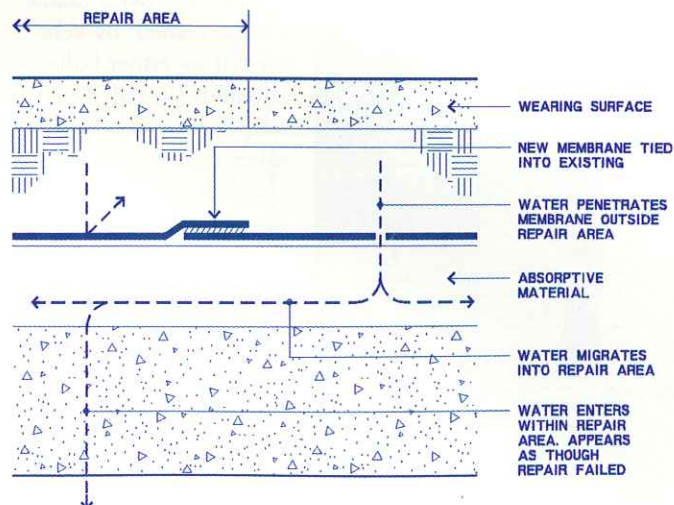 REPAIR AREA
WEARING SURFACE
NEW MEMBRANE TIED
INTO EXISTING
WATER PENETRATES
MEMBRANE OUTSIDE
REPAIR AREA
ABSORPTIVE
MATERIAL
WATER MIGRATES
INTO REPAIR AREA
WATER ENTERS
WITHIN REPAIR
AREA. APPEARS
AS THOUGH
REPAIR FAILED